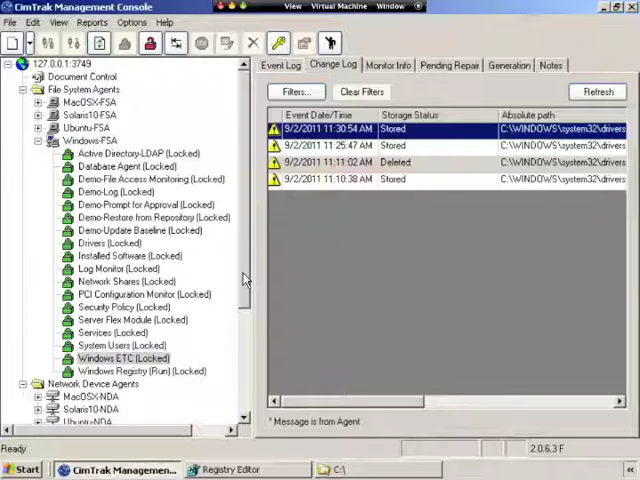 CimTrak Management Console
View Virtual Machine Window
File View Reports Options Help
127.0.0.1:3749
Document Control
File System Agents
MacOSX-FSA
Solaris10-FSA
Ubuntu-FSA
Windows-FSA
Active Directory-LDAP (Locked)
Database Agent (Locked)
Demo-File Access Monitoring (Locked)
Demo-Log (Locked)
Demo-Prompt for Approval (Locked)
Demo-Restore from Repository (Locked)
Demo-Update Baseline (Locked)
Drivers (Locked)
Installed Software (Locked)
Log Monitor (Locked)
Network Shares (Locked)
PCI Configuration Monitor (Locked)
Security Policy (Locked)
Server Flex Module (Locked)
Services (Locked)
System Users (Locked)
Windows ETC (Locked)
Windows Registry (Run) (Locked)
Network Device Agents
MacOSX-NDA
Solaris10-NDA
Ubuntu-NDA
Event Log Change Log Monitor Info Pending Repair Generation Notes
Filters... Clear Filters Refresh
Event Date/Time Storage Status Absolute path
9/2/2011 11:30:54 AM Stored C:\WINDOWS\system32\drivers
9/2/2011 11:25:47 AM Stored C:\WINDOWS\system32\drivers
9/2/2011 11:11:02 AM Deleted C:\WINDOWS\system32\drivers
9/2/2011 11:10:38 AM Stored C:\WINDOWS\system32\drivers
* Message is from Agent
Ready 2.0.6.3 F
Start CimTrak Managemen... Registry Editor C:\ «